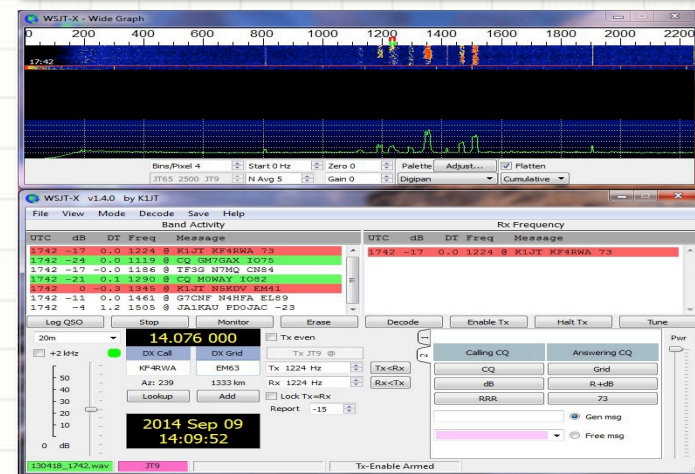 WSJT-X - Wide Graph
0 200 400 600 800 1000 1200 1400 1600 1800 2000 2200
17:42
Bins/Pixel 4 Start 0 Hz Zero 0 Palette Adjust... Flatten
JT65 2500 JT9 N Avg 5 Gain 0 Digipan Cumulative
WSJT-X v1.4.0 by K1JT
File View Mode Decode Save Help
Band Activity Rx Frequency
UTC dB DT Freq Message UTC dB DT Freq Message
1742 -17 0.0 1224 @ K1JT KF4RWA 73 1742 -17 0.0 1224 @ K1JT KF4RWA 73
1742 -24 0.0 1119 @ CQ GM7GAX IO75
1742 -17 -0.0 1186 @ TF3G N7MQ CN84
1742 -21 0.1 1290 @ CQ M0WAY IO82
1742 0 -0.3 1345 @ K1JT N5KDV EM41
1742 -11 0.0 1461 @ G7CNF N4HFA EL89
1742 -4 1.2 1505 @ JA1KAU PD0JAC -23
Log QSO Stop Monitor Erase Decode Enable Tx Halt Tx Tune
20m 14.076 000 Tx even 1 Pwr
+2 kHz DX Call DX Grid Tx JT9 @ 2 Calling CQ Answering CQ
KF4RWA EM63 Tx 1224 Hz Tx<Rx CQ Grid
50 Az: 239 1333 km Rx 1224 Hz Rx<Tx dB R+dB
40 Lookup Add Lock Tx=Rx RRR 73
30 Report -15
20 2014 Sep 09 Gen msg
10 14:09:52 Free msg
0 dB
130418_1742.wav JT9 Tx-Enable Armed